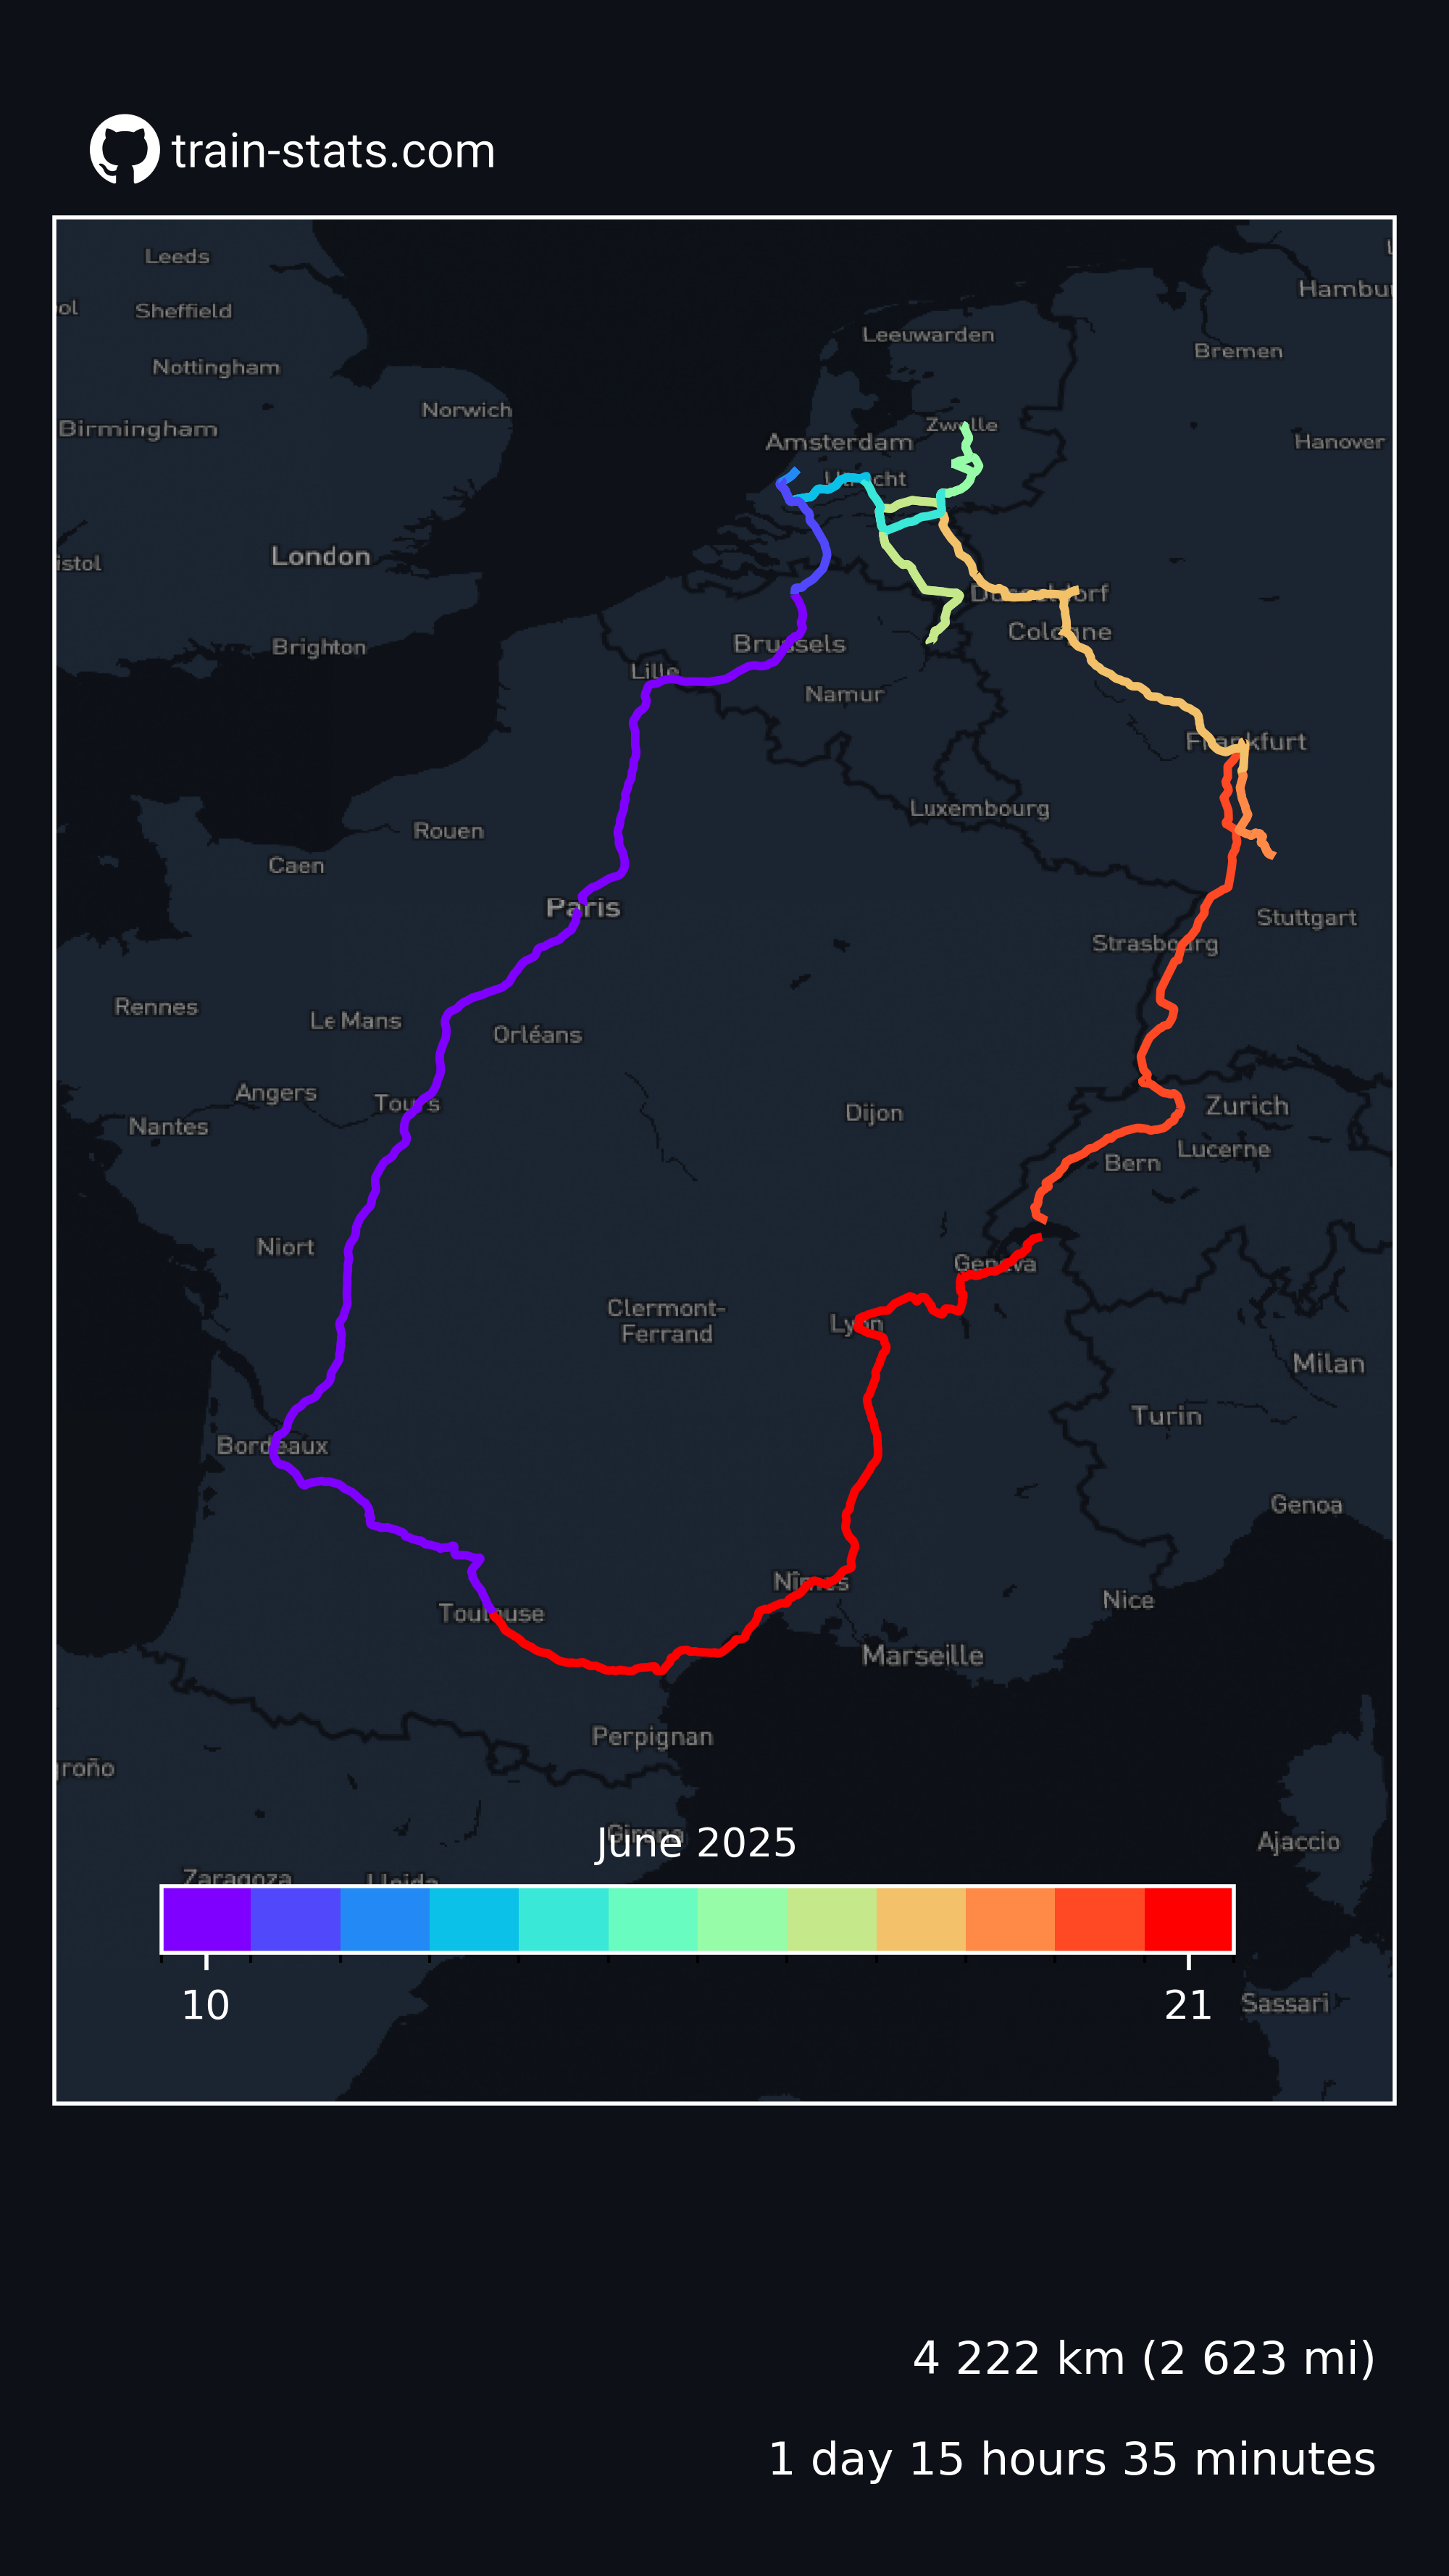 train-stats.com
Leeds
Hambu
ol
Sheffield
Leeuwarden
Bremen
Nottingham
Norwich
Zwolle
Birmingham
Amsterdam
Hanover
Utrecht
London
istol
Düsseldorf
Cologne
Brighton
Brussels
Lille
Namur
Frankfurt
Luxembourg
Rouen
Caen
Paris
Stuttgart
Strasbourg
Rennes
Le Mans
Orléans
Angers
Tours
Dijon
Zurich
Nantes
Lucerne
Bern
Niort
Geneva
Clermont-
Ferrand
Lyon
Milan
Turin
Bordeaux
Genoa
Nîmes
Nice
Toulouse
Marseille
Perpignan
groño
Girona
June 2025
Ajaccio
Zaragoza
Lleida
10
21
Sassari
4 222 km (2 623 mi)
1 day 15 hours 35 minutes